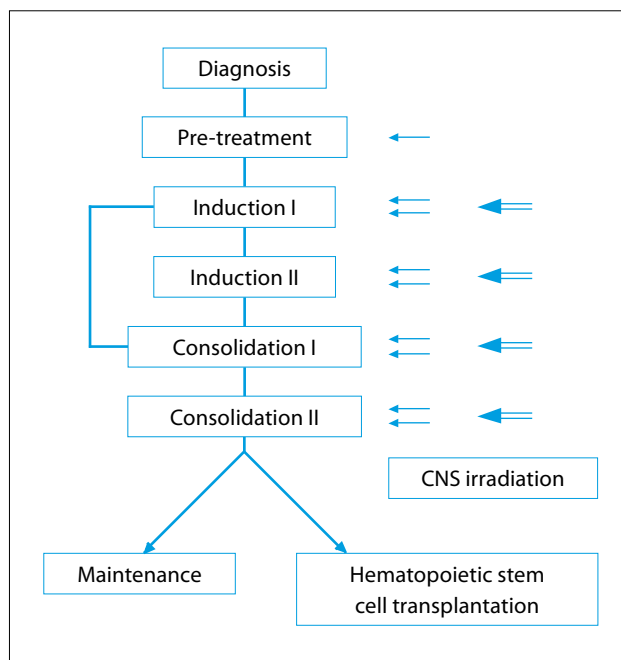 Diagnosis
Pre-treatment
Induction I
Induction II
Consolidation I
Consolidation II
CNS irradiation
Maintenance
Hematopoietic stem
cell transplantation